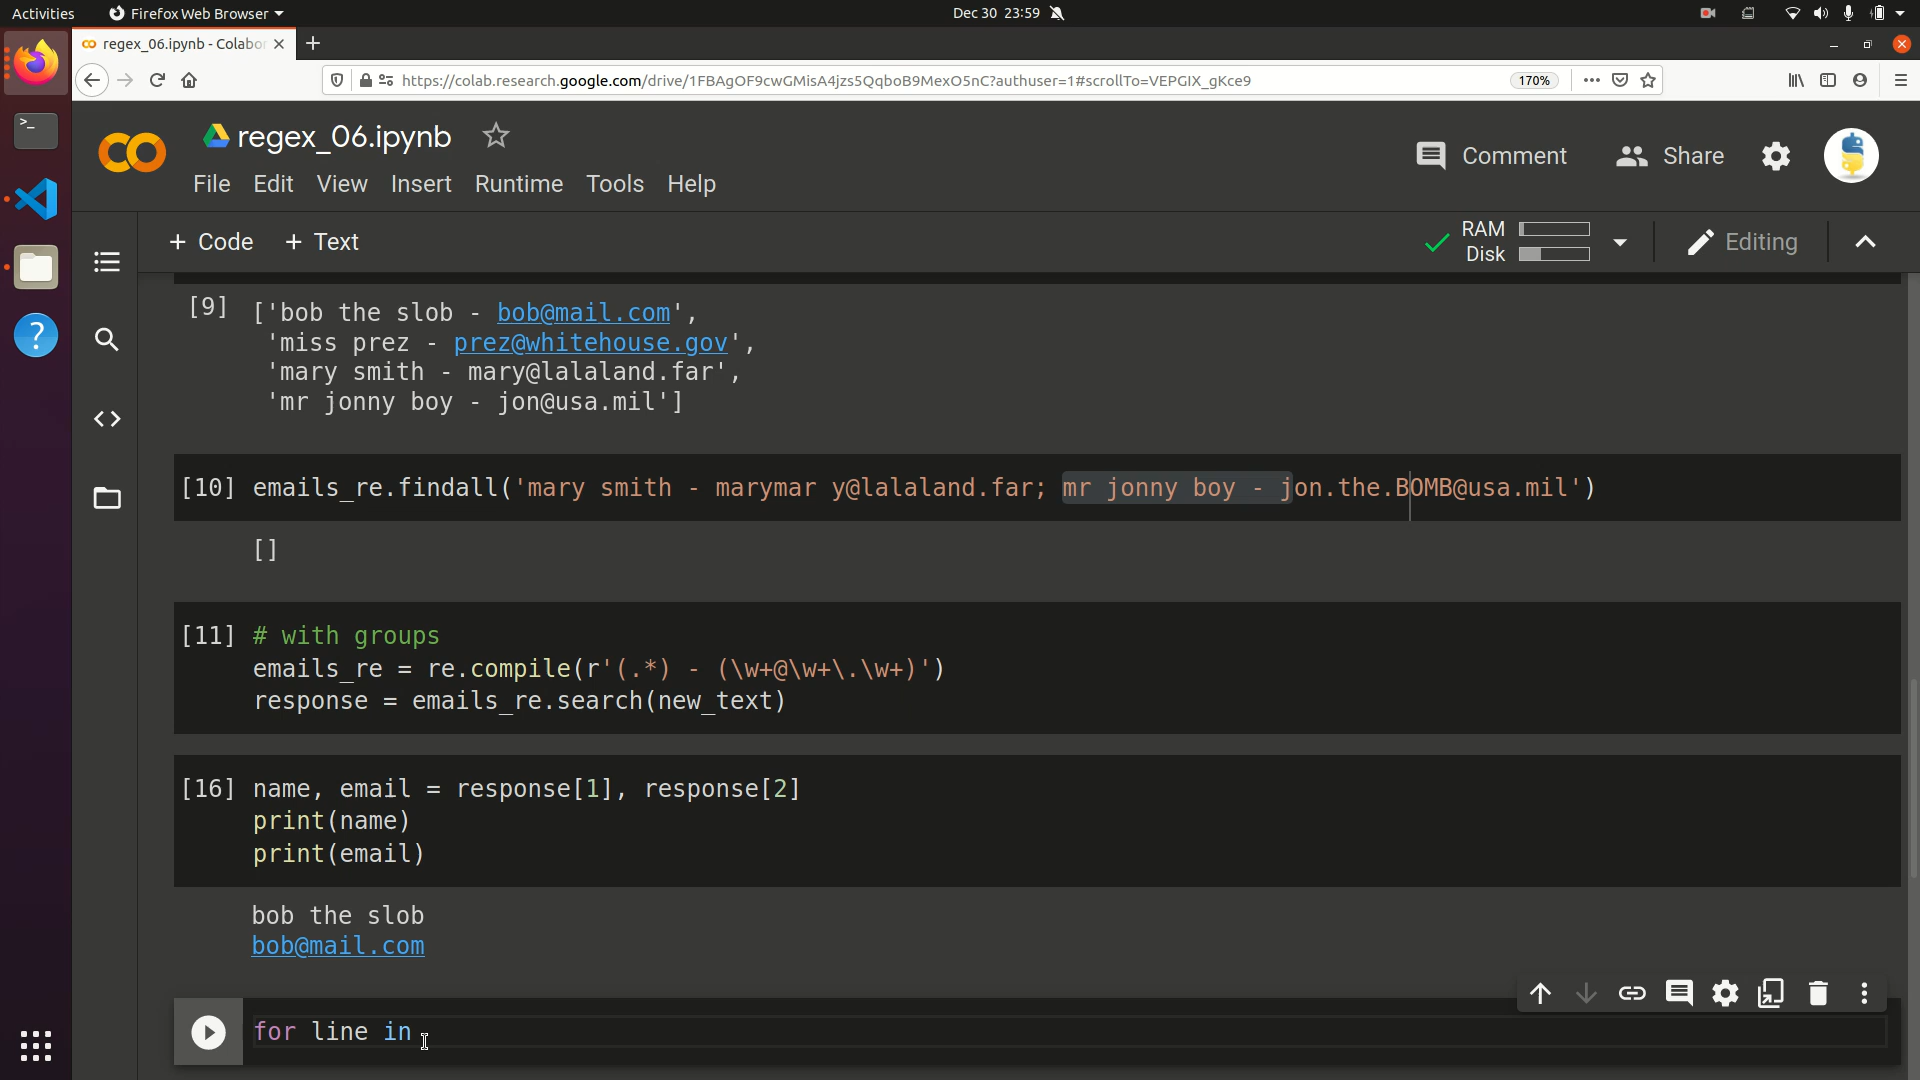 Activities
Firefox Web Browser
Dec 30 23:59
regex_06.ipynb - Colabor
https://colab.research.google.com/drive/1FBAgOF9cwGMisA4jzs5QqboB9MexO5nC?authuser=1#scrollTo=VEPGIX_gKce9
170%
regex_06.ipynb
Comment
Share
File Edit View Insert Runtime Tools Help
+ Code + Text
RAM
Disk
Editing
[9] ['bob the slob - bob@mail.com',
'miss prez - prez@whitehouse.gov',
'mary smith - mary@lalaland.far',
'mr jonny boy - jon@usa.mil']
[10] emails_re.findall('mary smith - marymar y@lalaland.far; mr jonny boy - jon.the.BOMB@usa.mil')
[]
[11] # with groups
emails_re = re.compile(r'(.*) - (\w+@\w+\.\w+)')
response = emails_re.search(new_text)
[16] name, email = response[1], response[2]
print(name)
print(email)
bob the slob
bob@mail.com
for line in